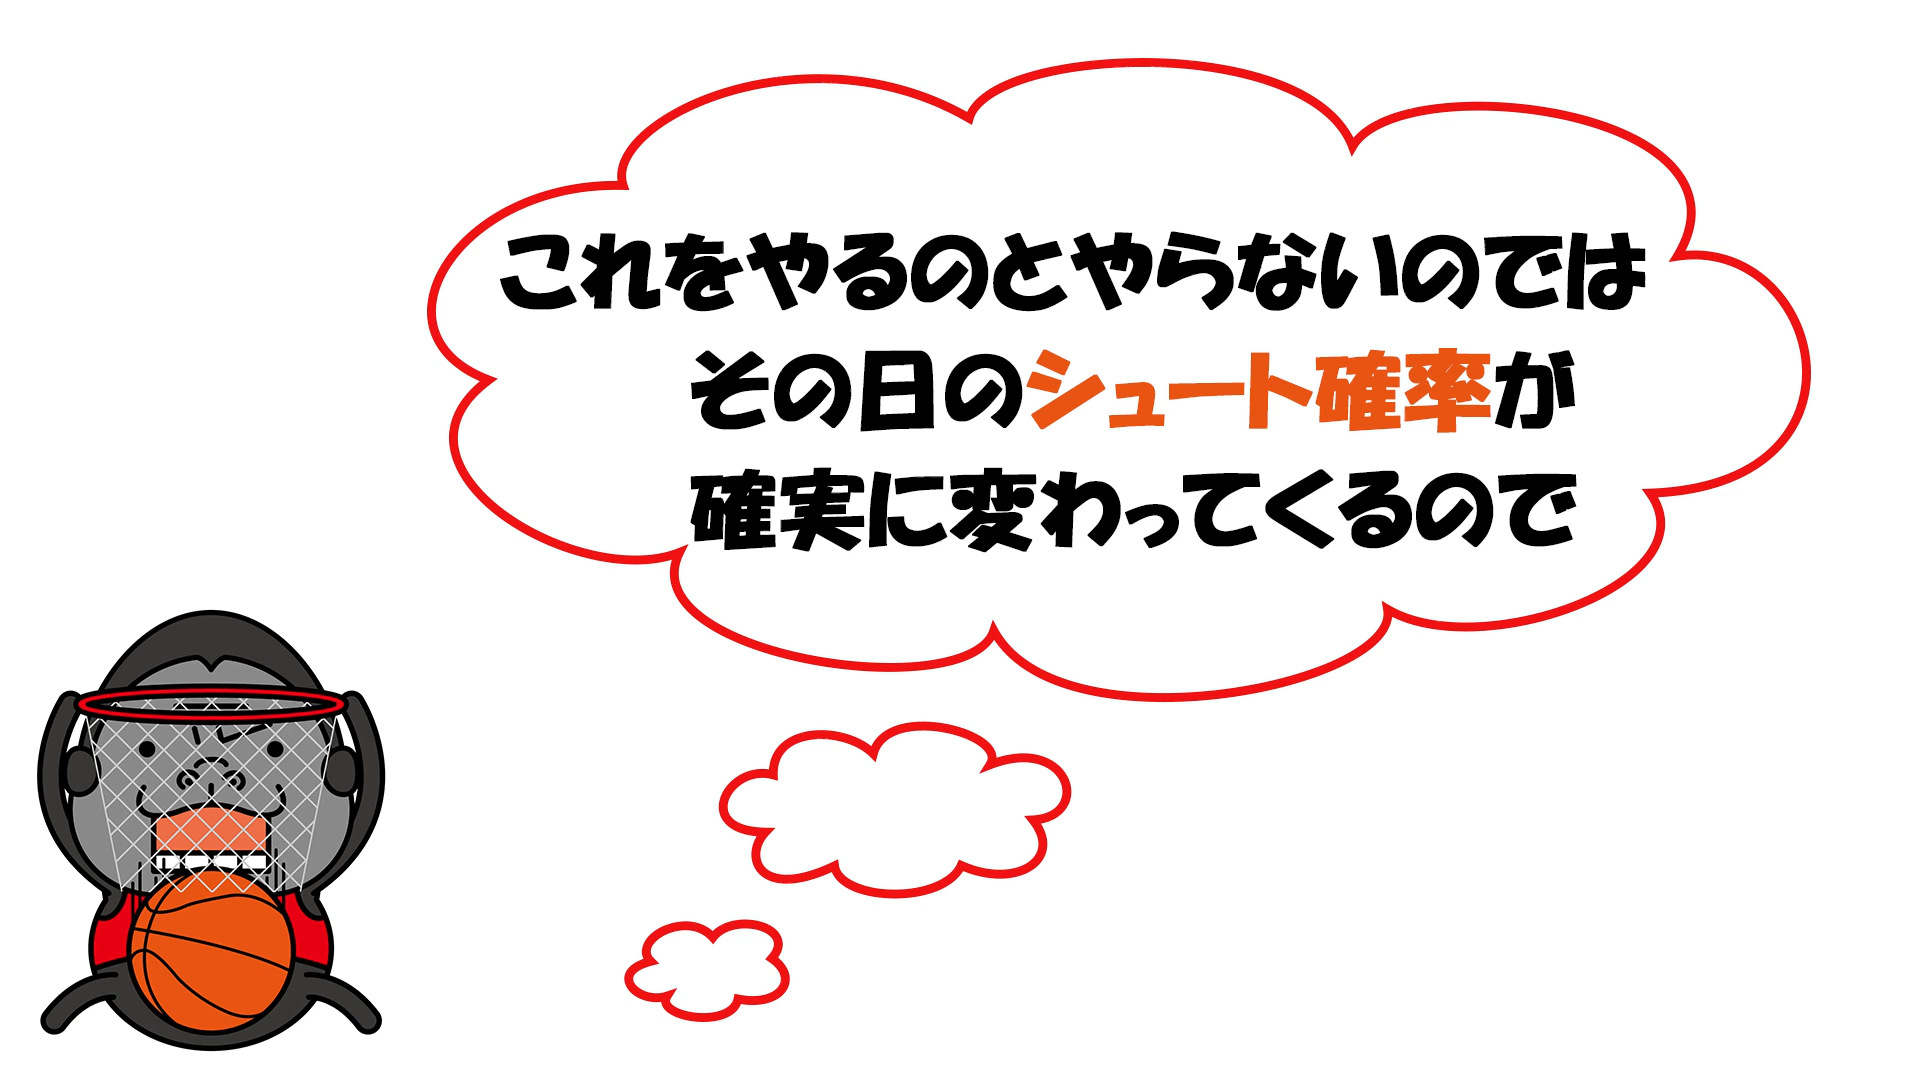 これをやるのとやらないのでは
その日のシュート確率が
確実に変わってくるので